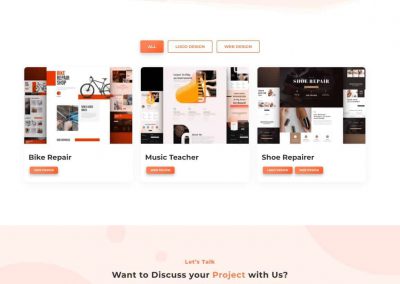 ALL
LOGO DESIGN
WEB DESIGN
BIKE
REPAIR
SHOP
SHOE REPAIR
Bike Repair
Music Teacher
Shoe Repairer
WEB DESIGN
WEB DESIGN
LOGO DESIGN
WEB DESIGN
Let's Talk
Want to Discuss your Project with Us?